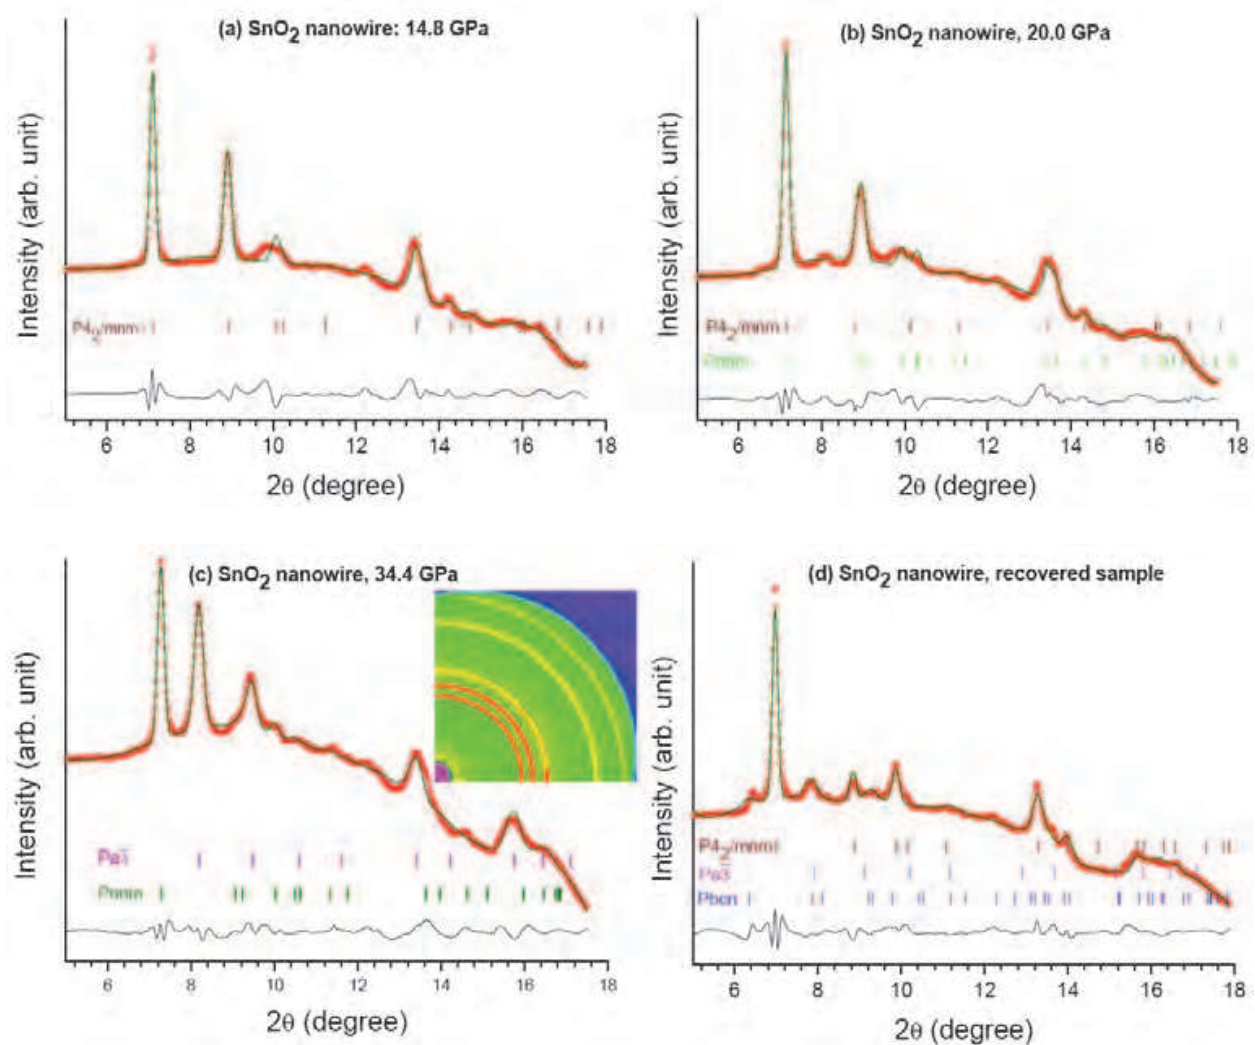 (a) SnO2 nanowire: 14.8 GPa
Intensity (arb. unit)
P42/mnm
6 8 10 12 14 16 18
2θ (degree)
(b) SnO2 nanowire, 20.0 GPa
Intensity (arb. unit)
P42/mnm
6 8 10 12 14 16 18
2θ (degree)
(c) SnO2 nanowire, 34.4 GPa
Intensity (arb. unit)
Pnnm
6 8 10 12 14 16 18
2θ (degree)
(d) SnO2 nanowire, recovered sample
Intensity (arb. unit)
P42/mnm
Pa3̄
Pbcn
6 8 10 12 14 16 18
2θ (degree)